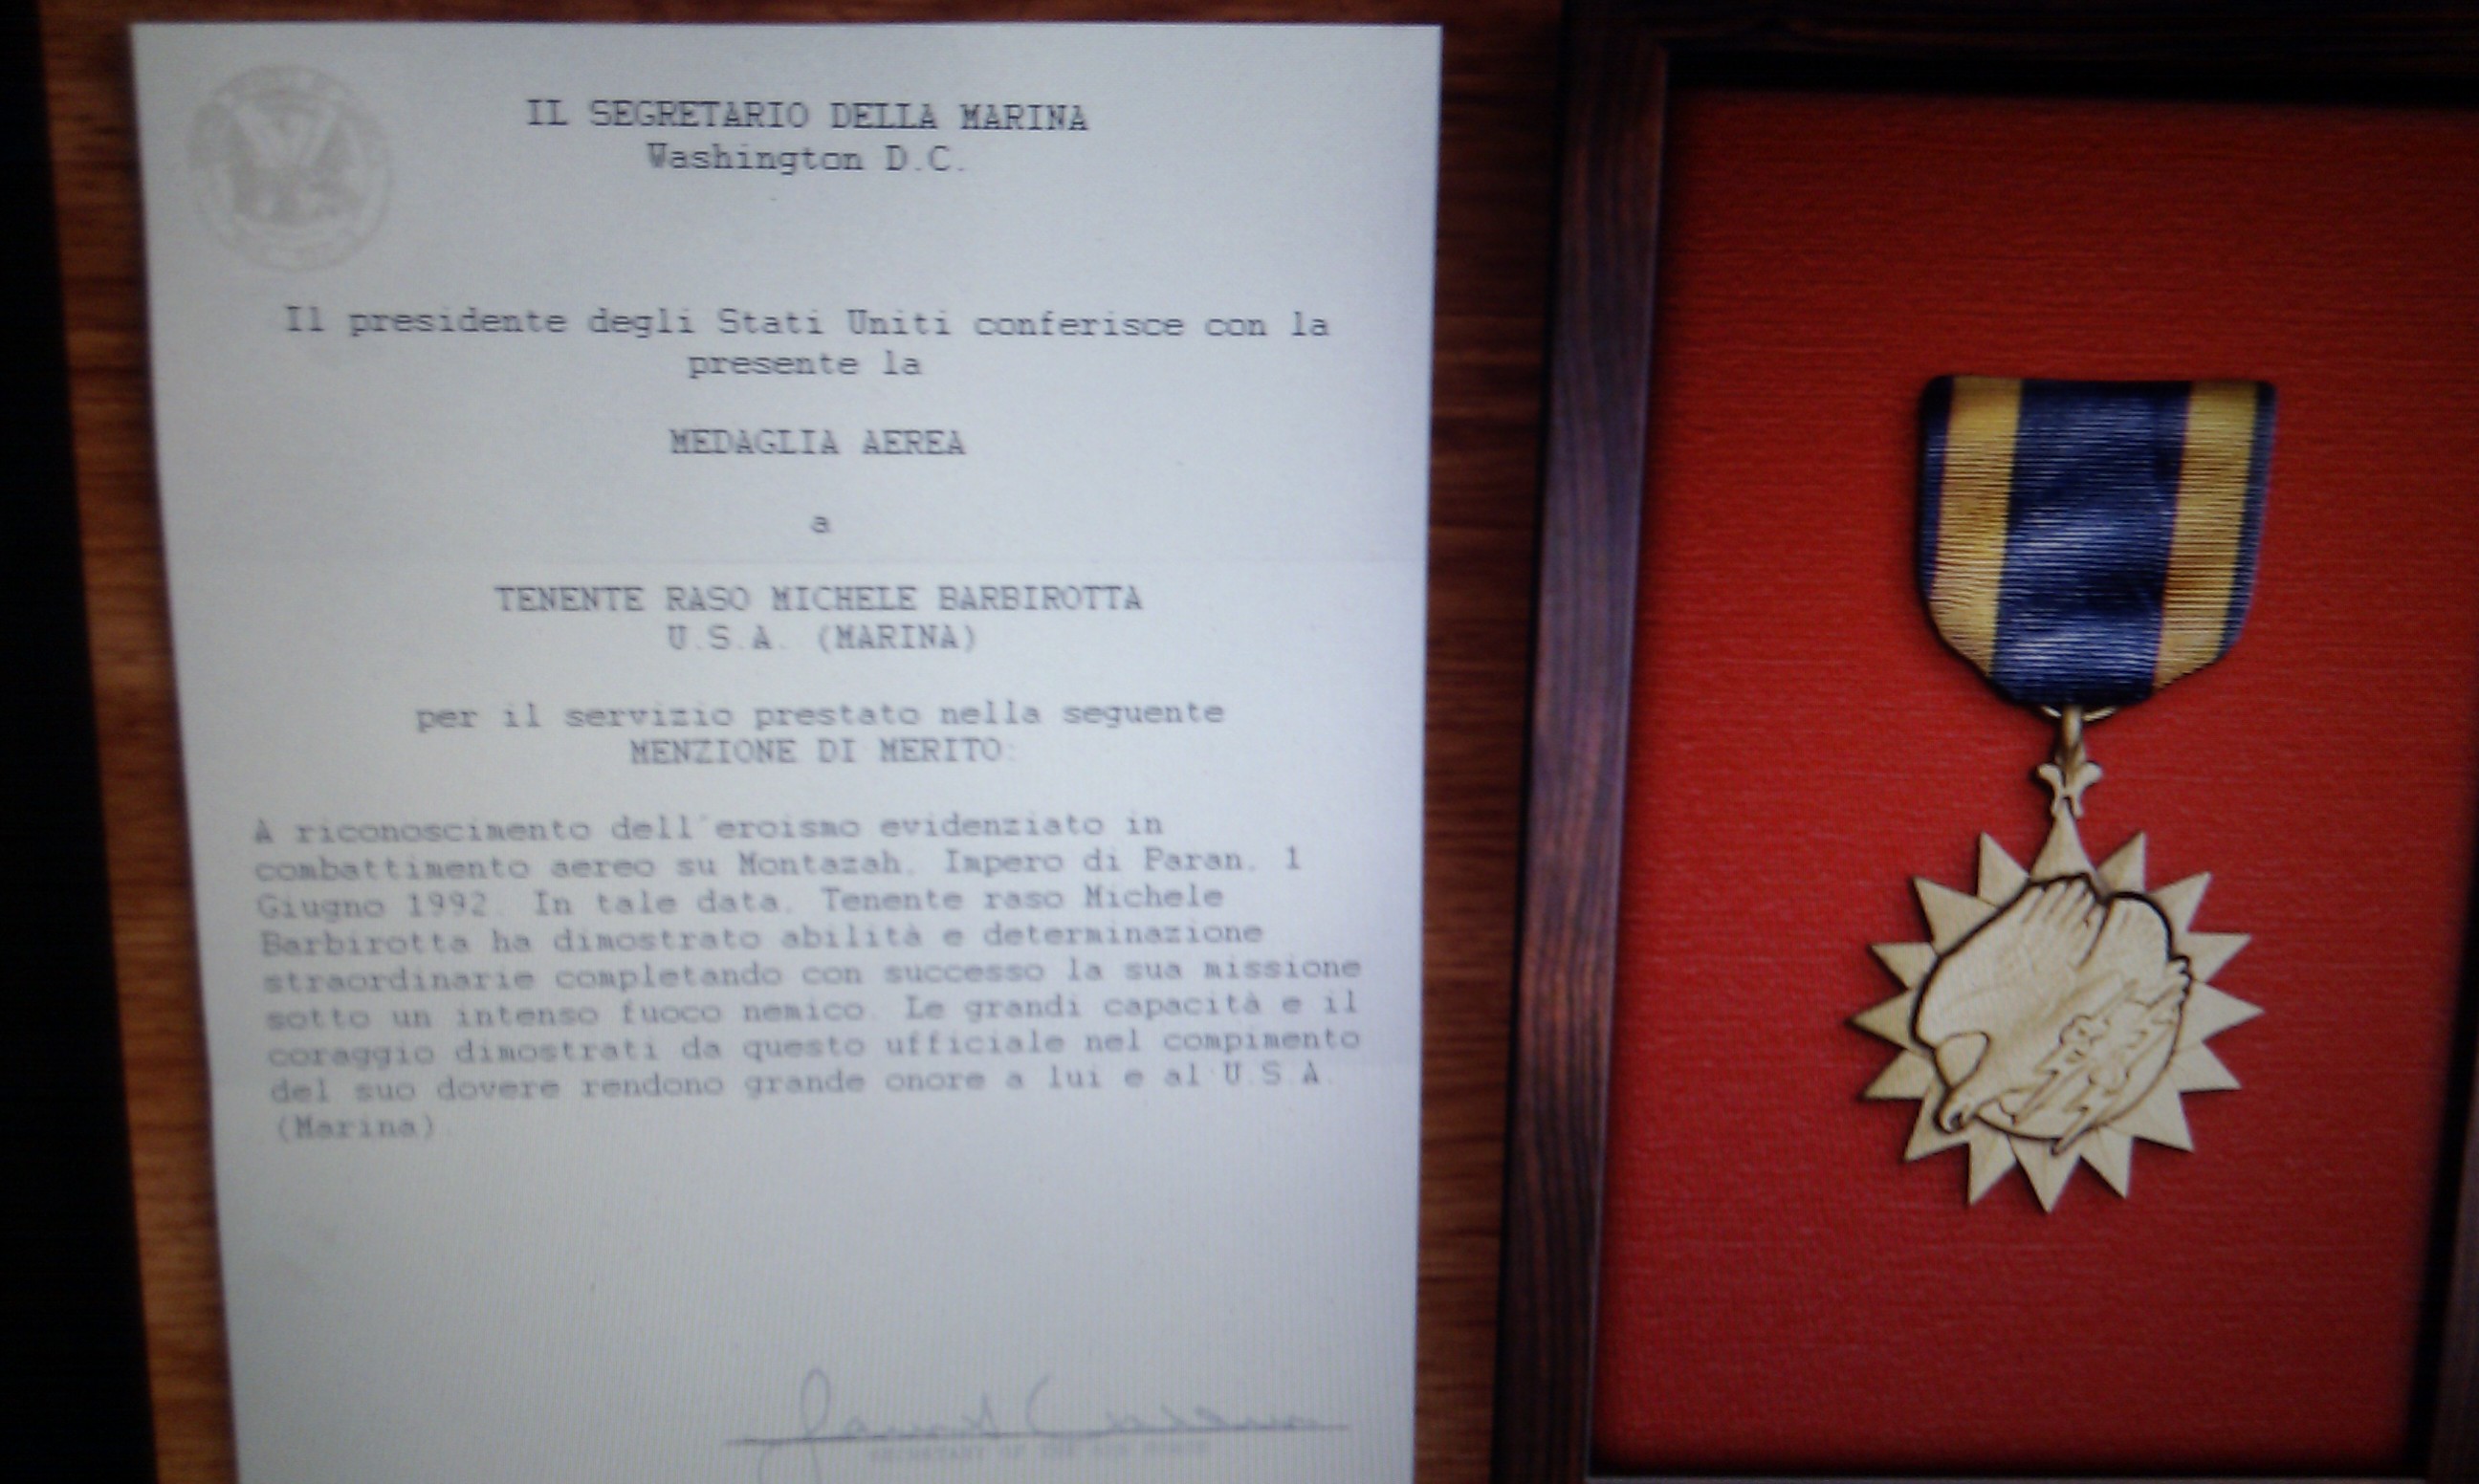 IL SEGRETARIO DELLA MARINA
Washington D.C.
Il presidente degli Stati Uniti conferisce con la
presente la
MEDAGLIA AEREA
a
TENENTE RASO MICHELE BARBIROTTA
U.S.A. (MARINA)
per il servizio prestato nella seguente
MENZIONE DI MERITO:
A riconoscimento dell'eroismo evidenziato in
combattimento aereo su Montazah, Impero di Paran, 1
Giugno 1992. In tale data, Tenente raso Michele
Barbirotta ha dimostrato abilità e determinazione
straordinarie completando con successo la sua missione
sotto un intenso fuoco nemico. Le grandi capacità e il
coraggio dimostrati da questo ufficiale nel compimento
del suo dovere rendono grande onore a lui e al U.S.A.
(Marina).
SECRETARY OF THE